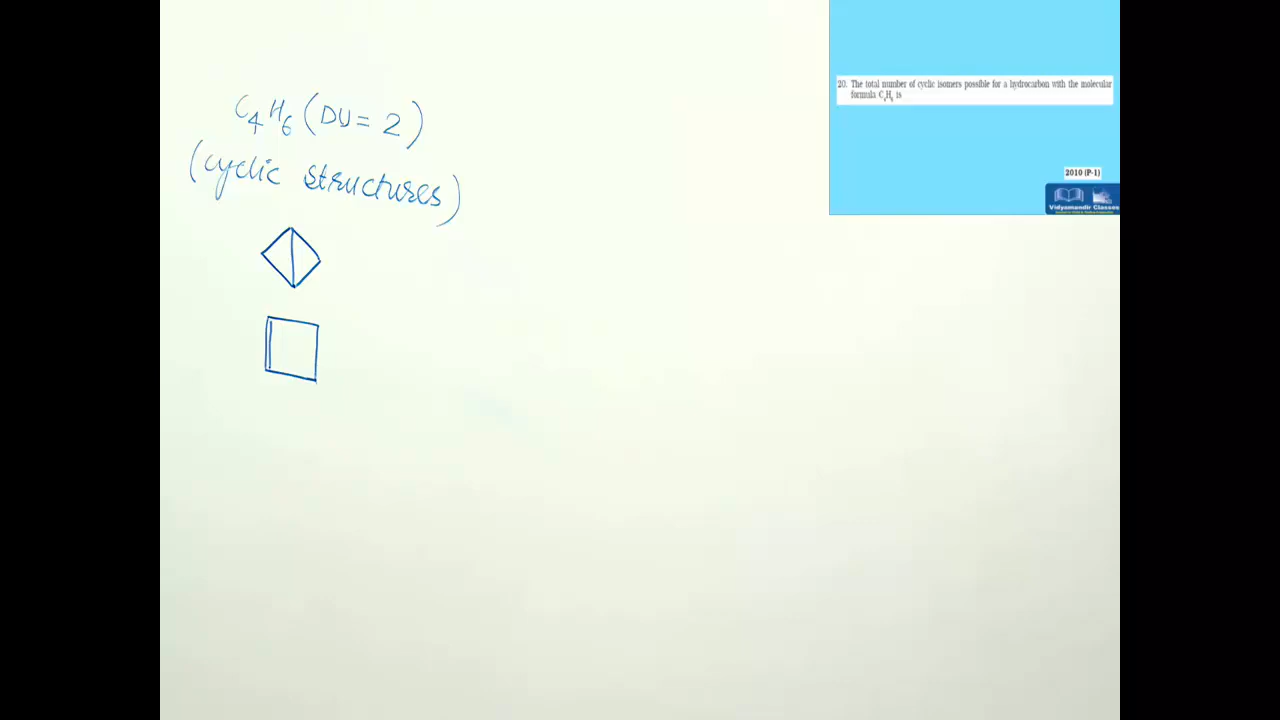 C₄H₆ (DU = 2)
(cyclic structures)
20. The total number of cyclic isomers possible for a hydrocarbon with the molecular
formula C₄H₆ is
2010 (P-1)
Vidyamandir Classes